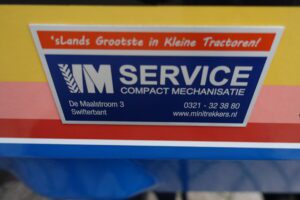 'sLands Grootste in Kleine Tractoren!
IM SERVICE
COMPACT MECHANISATIE
De Maalstroom 3 0321 - 32 38 80
Swifterbant www.minitrekkers.nl